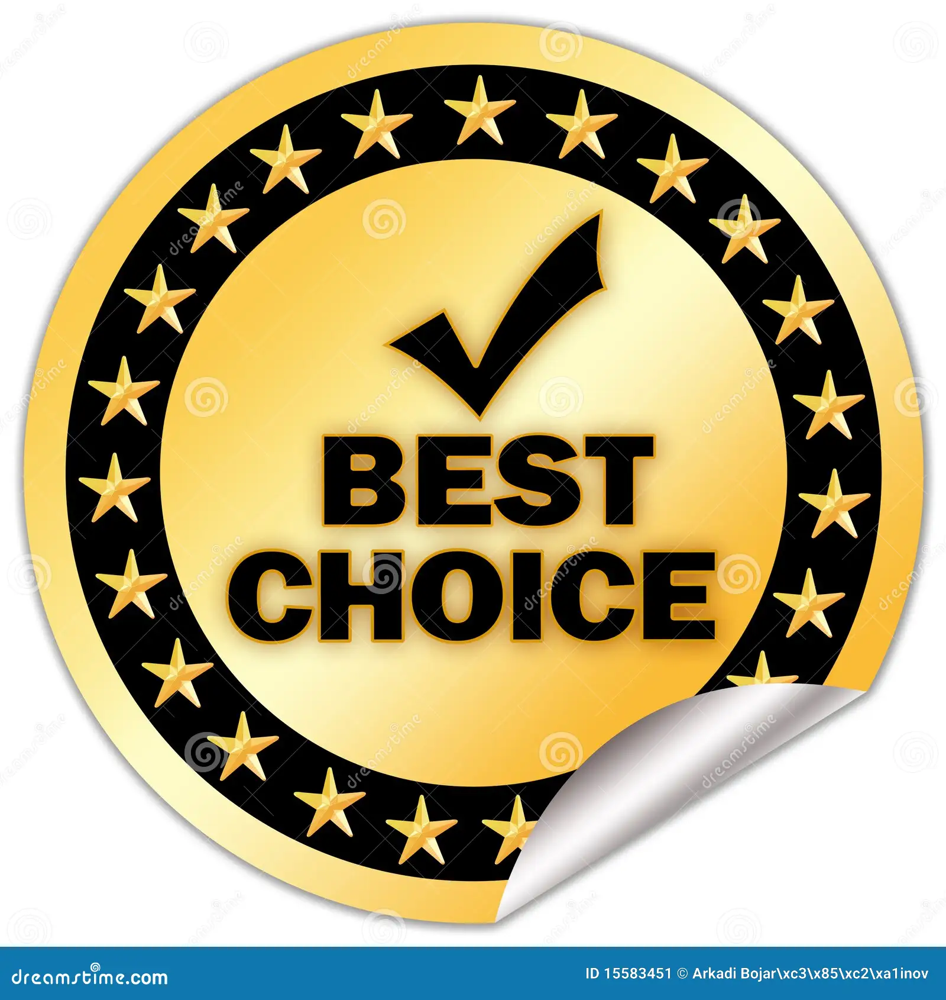 BEST
CHOICE
dreamstime.com
ID 15583451 © Arkadi Bojar\xc3\x85\xc2\xa1inov